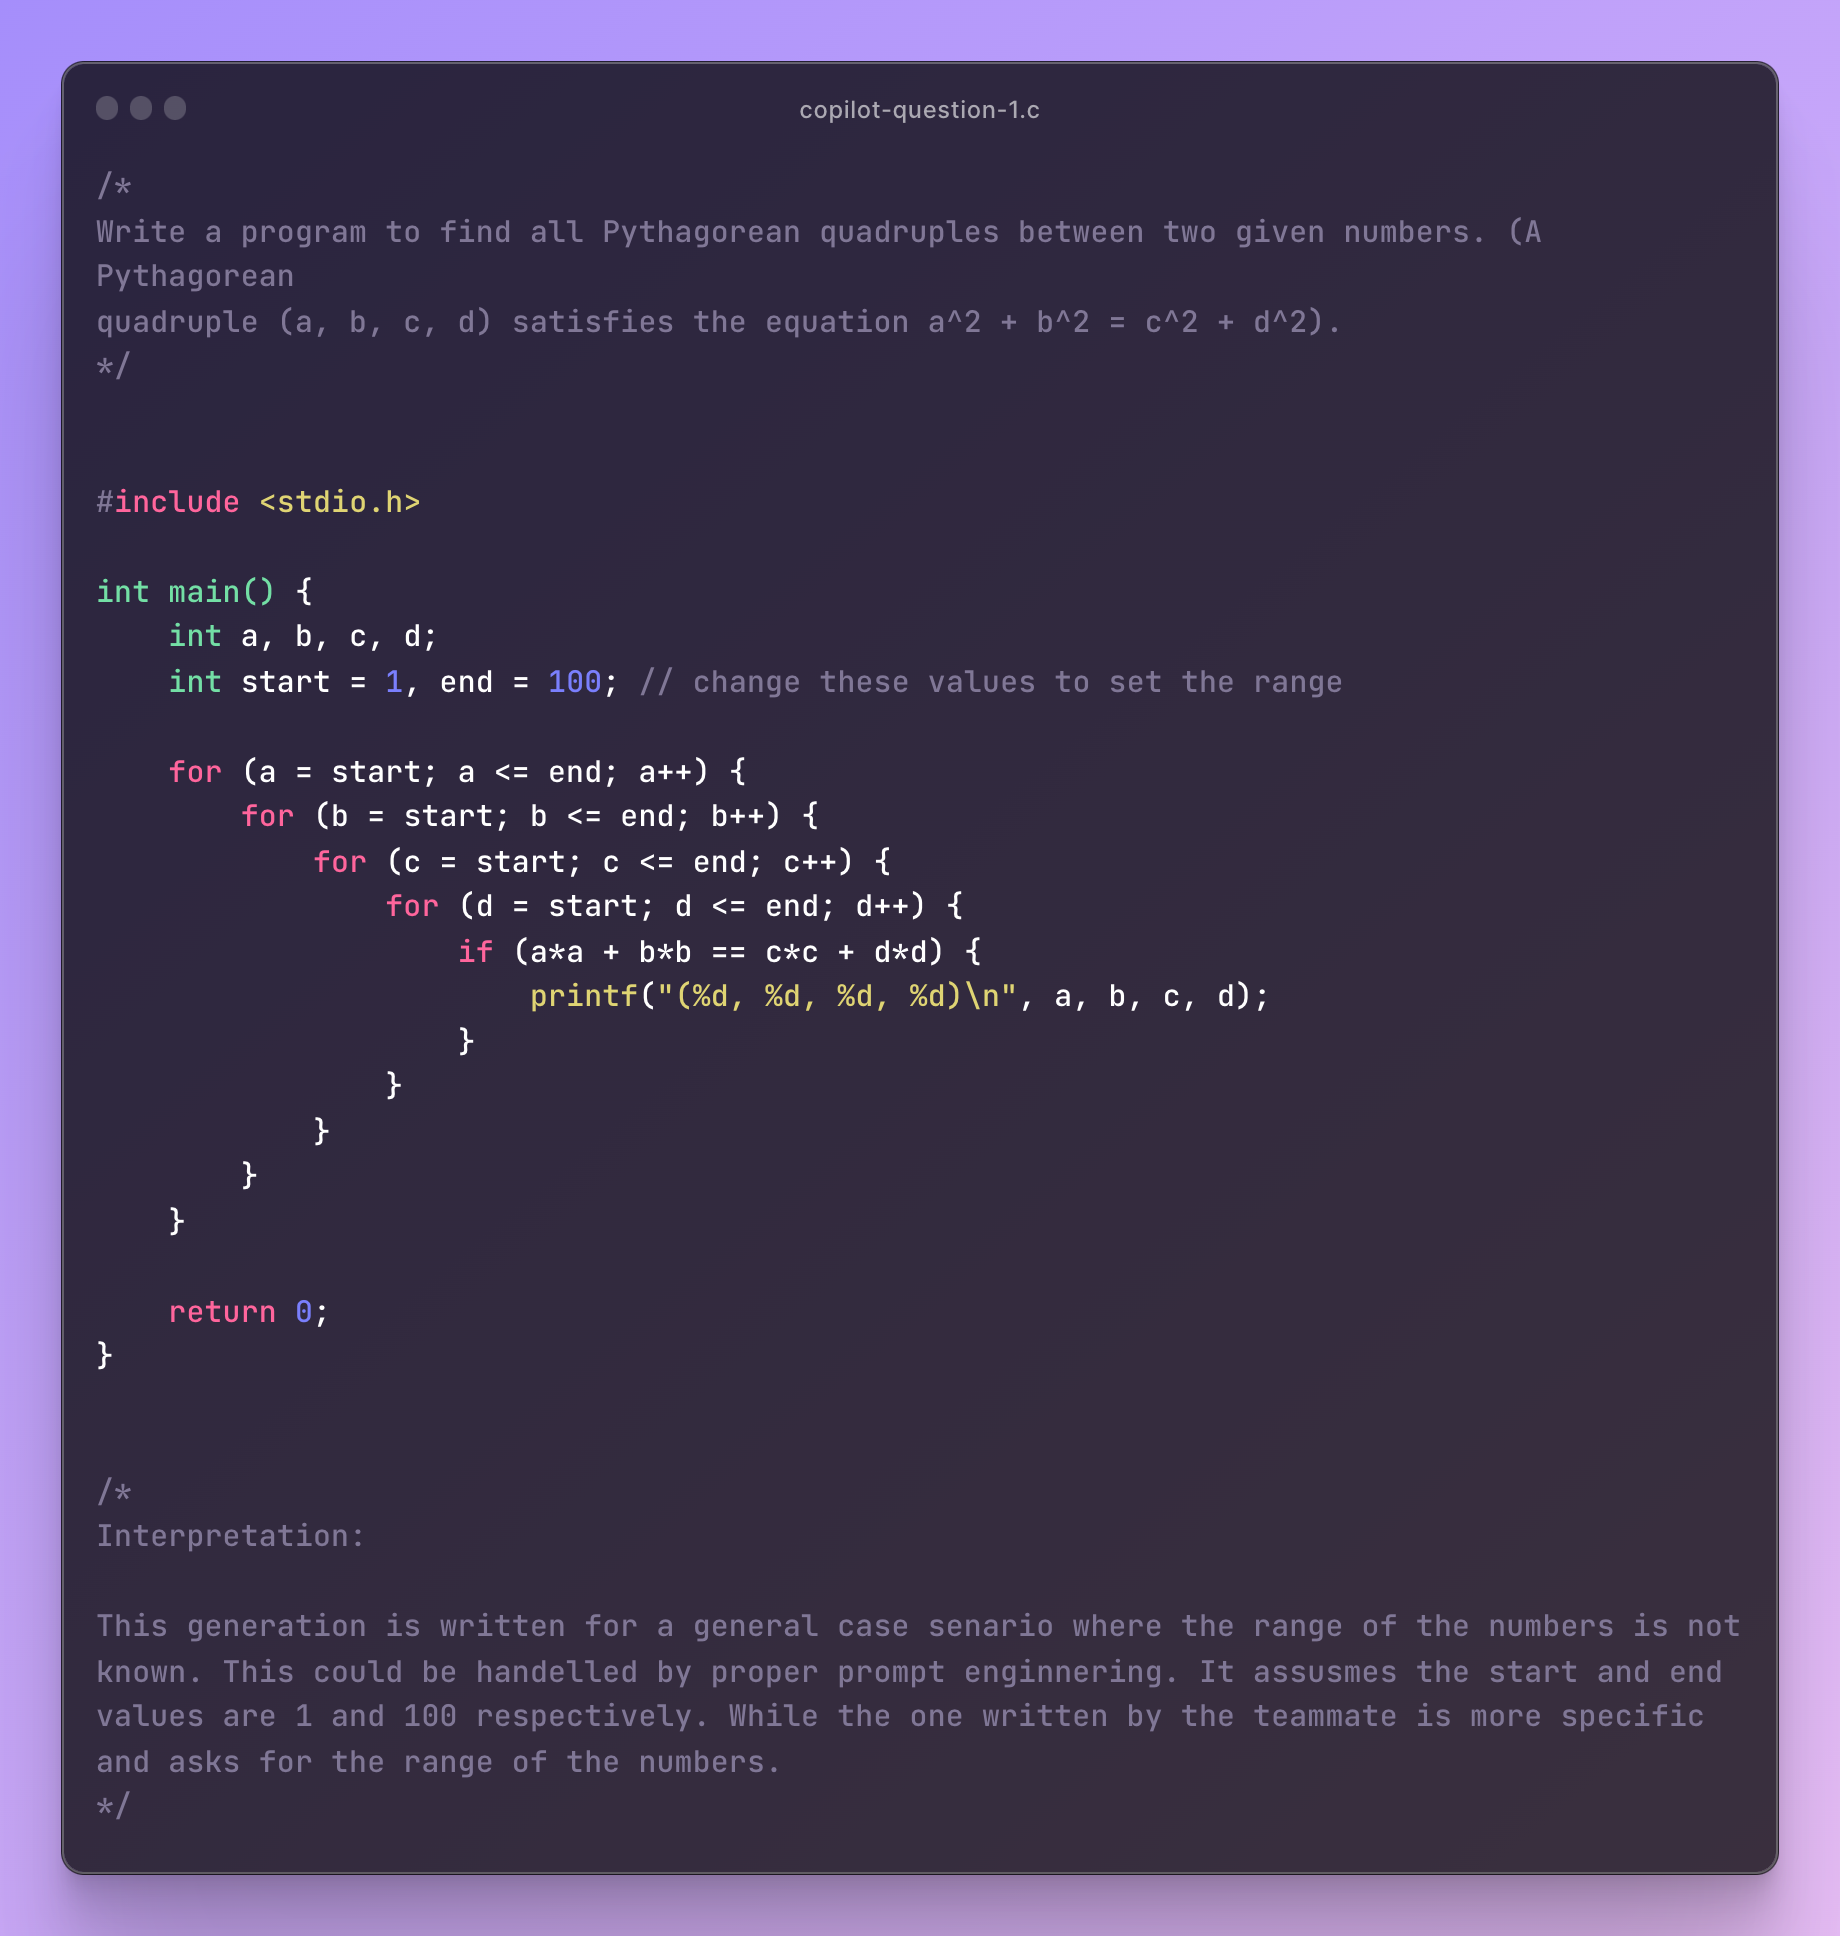 copilot-question-1.c
/*
Write a program to find all Pythagorean quadruples between two given numbers. (A
Pythagorean
quadruple (a, b, c, d) satisfies the equation a^2 + b^2 = c^2 + d^2).
*/
#include <stdio.h>
int main() {
    int a, b, c, d;
    int start = 1, end = 100; // change these values to set the range
    for (a = start; a <= end; a++) {
        for (b = start; b <= end; b++) {
            for (c = start; c <= end; c++) {
                for (d = start; d <= end; d++) {
                    if (a*a + b*b == c*c + d*d) {
                        printf("(%d, %d, %d, %d)\n", a, b, c, d);
                    }
                }
            }
        }
    }
    return 0;
}
/*
Interpretation:
This generation is written for a general case senario where the range of the numbers is not
known. This could be handelled by proper prompt enginnering. It assusmes the start and end
values are 1 and 100 respectively. While the one written by the teammate is more specific
and asks for the range of the numbers.
*/